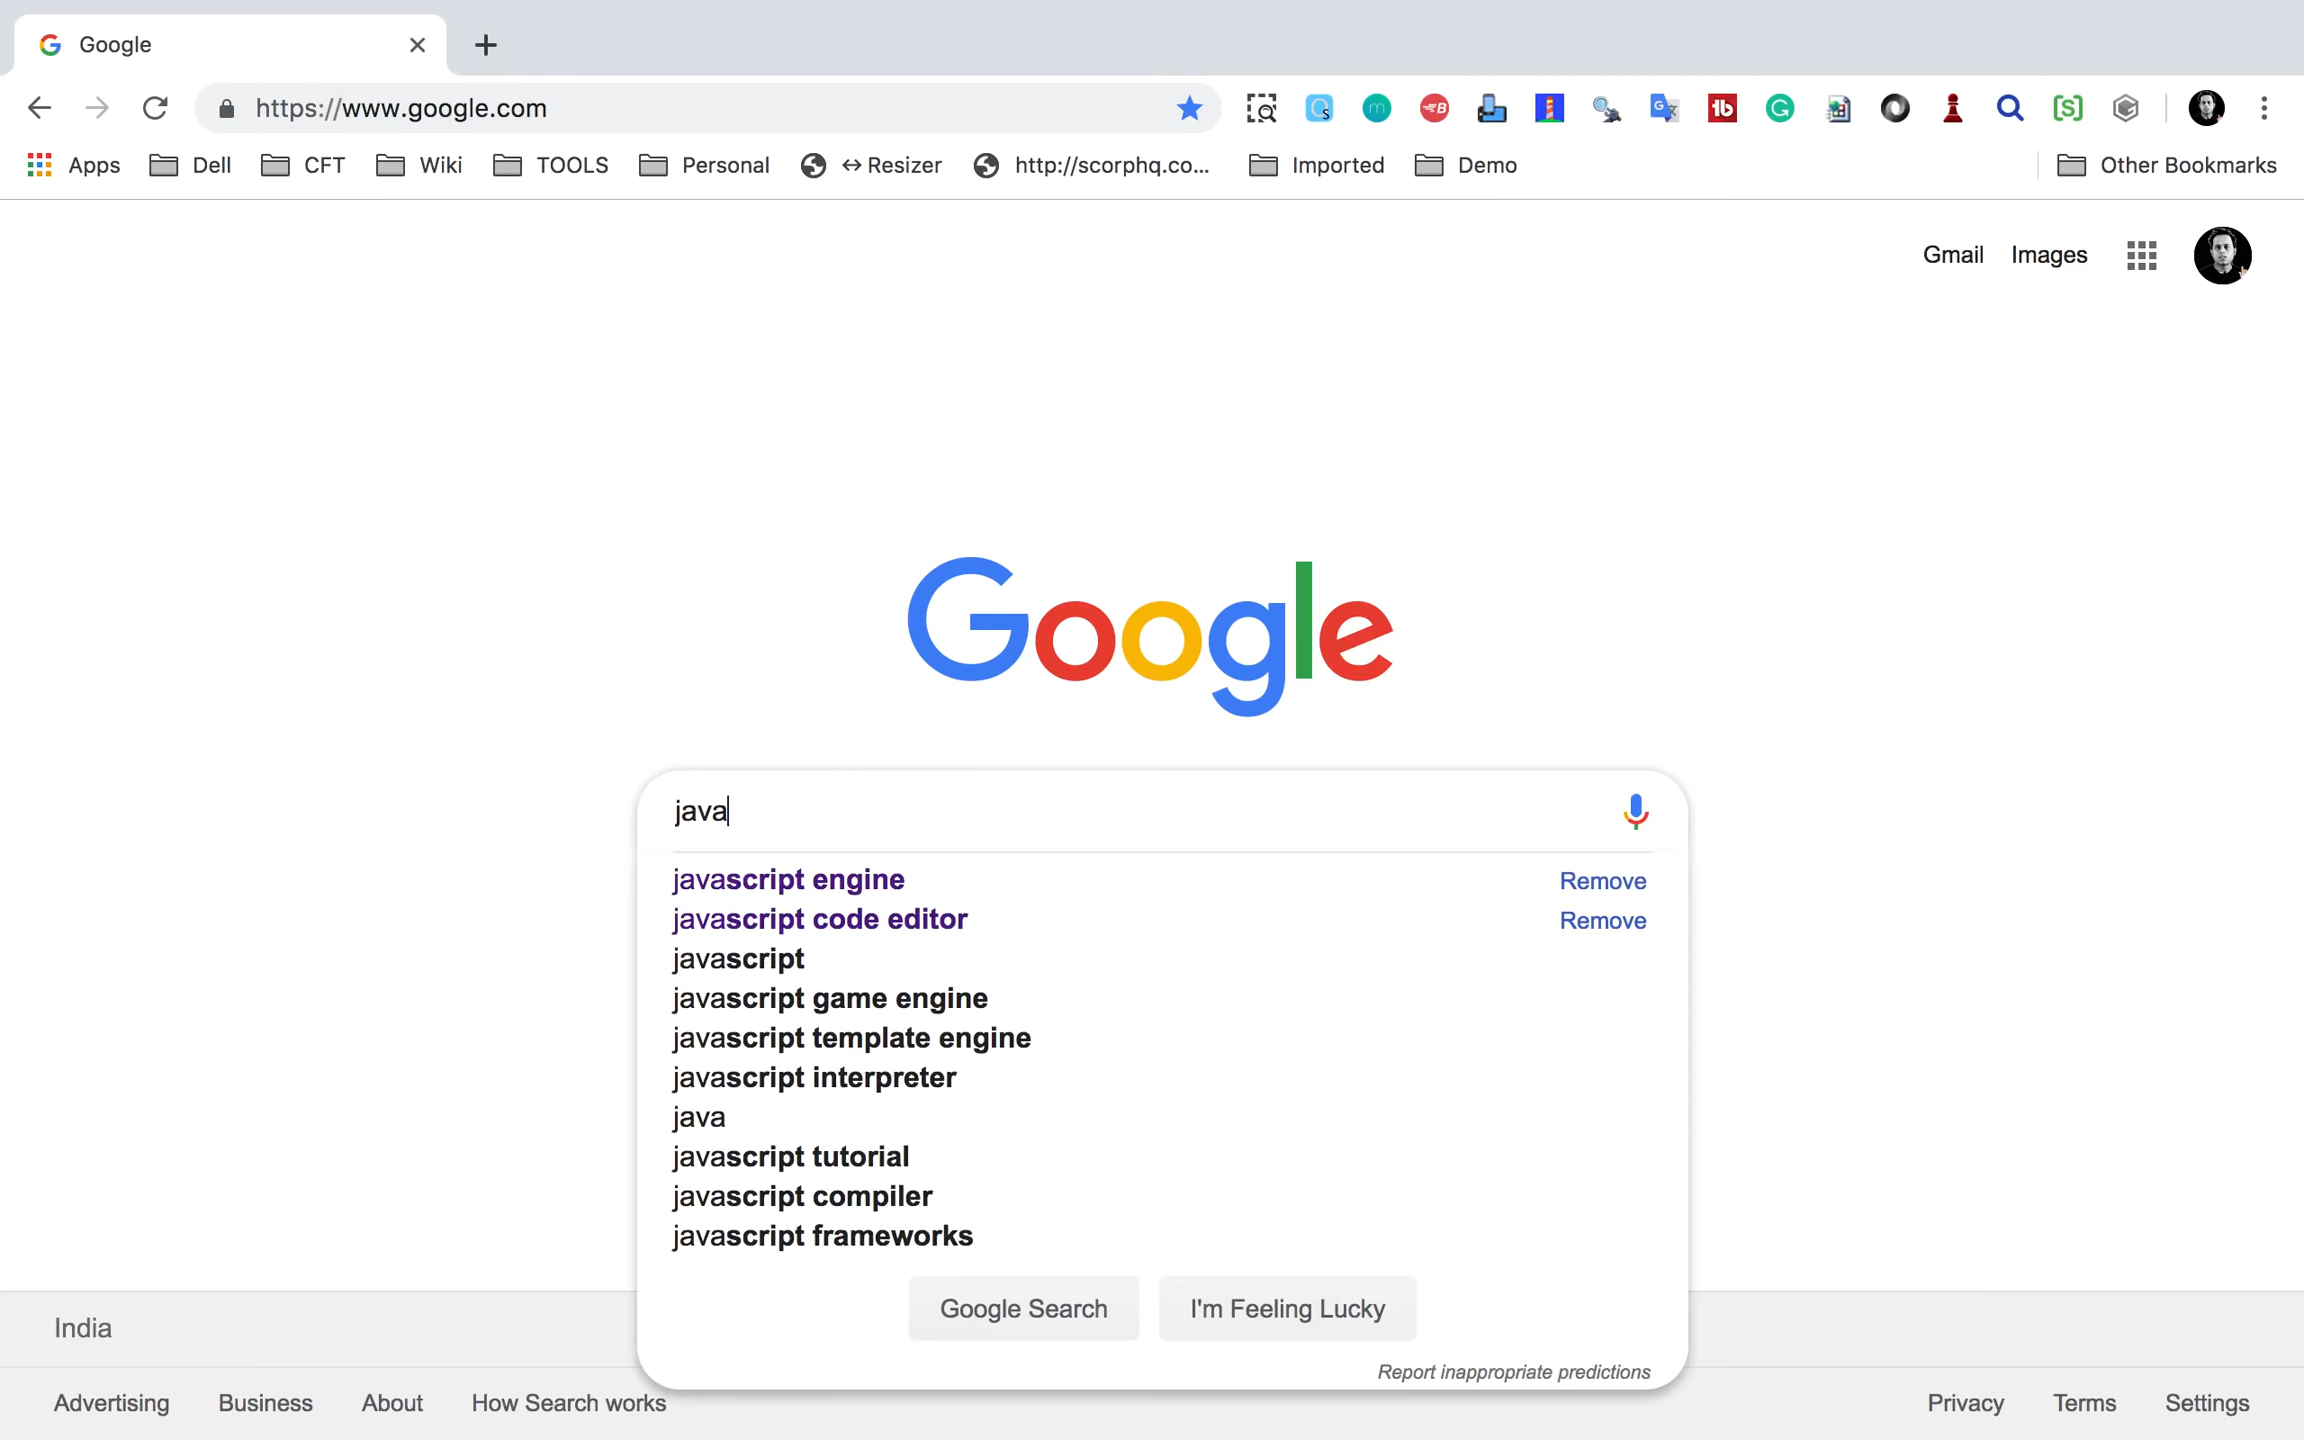 Google
https://www.google.com
Apps Dell CFT Wiki TOOLS Personal ↔Resizer http://scorphq.co... Imported Demo Other Bookmarks
Gmail Images
Google
java
javascript engine Remove
javascript code editor Remove
javascript
javascript game engine
javascript template engine
javascript interpreter
java
javascript tutorial
javascript compiler
javascript frameworks
Google Search I'm Feeling Lucky
Report inappropriate predictions
India
Advertising Business About How Search works Privacy Terms Settings